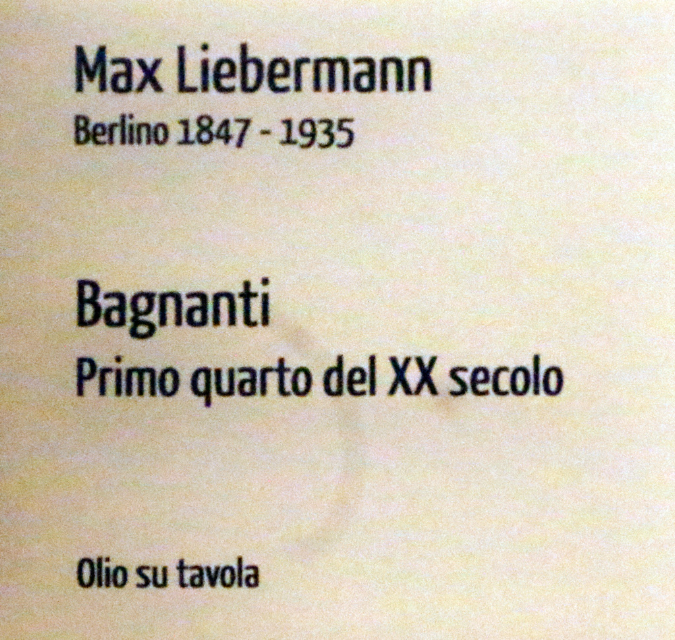 Max Liebermann
Berlino 1847 - 1935
Bagnanti
Primo quarto del XX secolo
Olio su tavola